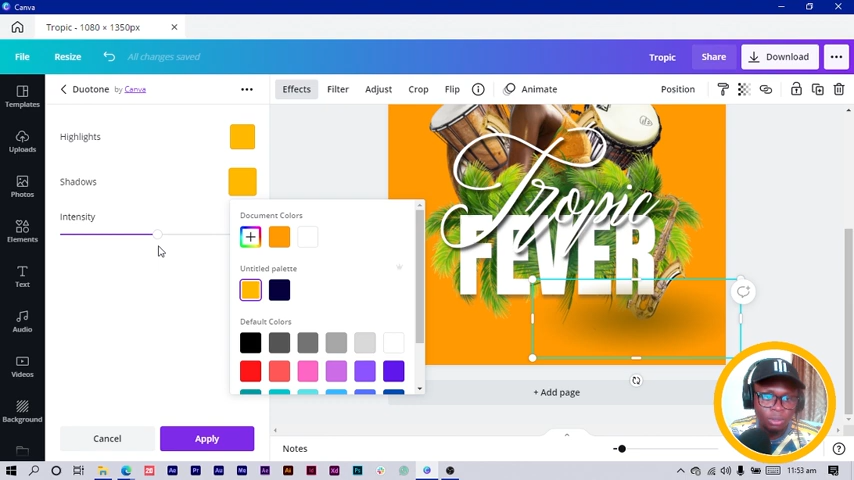 Canva
Tropic - 1080 × 1350px
File
Resize
All changes saved
Tropic
Share
Download
Duotone by Canva
Effects
Filter
Adjust
Crop
Flip
Animate
Position
Templates
Uploads
Photos
Elements
Text
Audio
Videos
Background
Highlights
Shadows
Intensity
Document Colors
Untitled palette
Default Colors
Cancel
Apply
Tropic
FEVER
+ Add page
Notes
11:53 am